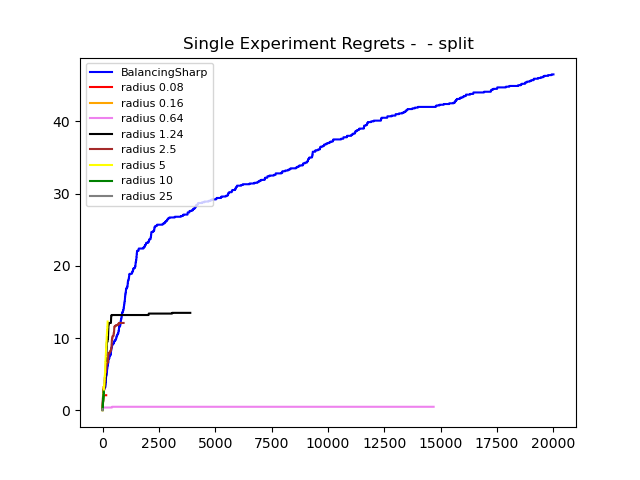 Single Experiment Regrets -  - split
BalancingSharp
radius 0.08
radius 0.16
radius 0.64
radius 1.24
radius 2.5
radius 5
radius 10
radius 25
40
30
20
10
0
0 2500 5000 7500 10000 12500 15000 17500 20000